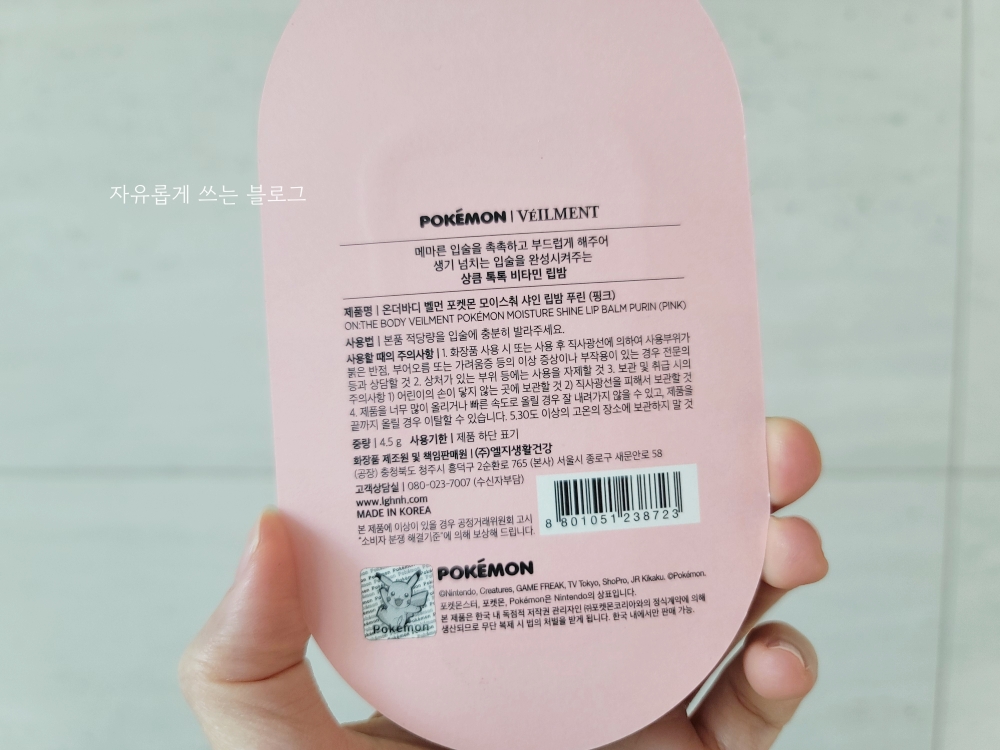 자유롭게 쓰는 블로그
POKÉMON | VEILMENT
메마른 입술을 촉촉하고 부드럽게 해주어
생기 넘치는 입술을 완성시켜주는
상큼 톡톡 비타민 립밤
제품명 | 온더바디 벨먼 포켓몬 모이스춰 샤인 립밤 푸린 (핑크)
ON:THE BODY VEILMENT POKÉMON MOISTURE SHINE LIP BALM PURIN (PINK)
사용법 | 본품 적당량을 입술에 충분히 발라주세요.
사용할 때의 주의사항 | 1. 화장품 사용 시 또는 사용 후 직사광선에 의하여 사용부위가
붉은 반점, 부어오름 또는 가려움증 등의 이상 증상이나 부작용이 있는 경우 전문의
등과 상담할 것 2. 상처가 있는 부위 등에는 사용을 자제할 것 3. 보관 및 취급 시의
주의사항 1) 어린이의 손이 닿지 않는 곳에 보관할 것 2) 직사광선을 피해서 보관할 것
4. 제품을 너무 많이 올리거나 빠른 속도로 올릴 경우 잘 내려가지 않을 수 있고, 제품을
끝까지 올릴 경우 이탈할 수 있습니다. 5.30도 이상의 고온의 장소에 보관하지 말 것
중량 | 4.5 g 사용기한 | 제품 하단 표기
화장품 제조원 및 책임판매원 | (주)엘지생활건강
(공장) 충청북도 청주시 흥덕구 2순환로 765 (본사) 서울시 종로구 새문안로 58
고객상담실 | 080-023-7007 (수신자부담)
www.lghnh.com
MADE IN KOREA
본 제품에 이상이 있을 경우 공정거래위원회 고시
"소비자 분쟁 해결기준"에 의해 보상해 드립니다.
8 801051 238723
POKÉMON
Pokémon
©Nintendo, Creatures, GAME FREAK, TV Tokyo, ShoPro, JR Kikaku. ©Pokémon.
포켓몬스터, 포켓몬, Pokémon은 Nintendo의 상표입니다.
본 제품은 한국 내 독점적 저작권 관리자인 ㈜포켓몬코리아와의 정식계약에 의해
생산되므로 무단 복제 시 법의 처벌을 받게 됩니다. 한국 내에서만 판매 가능.